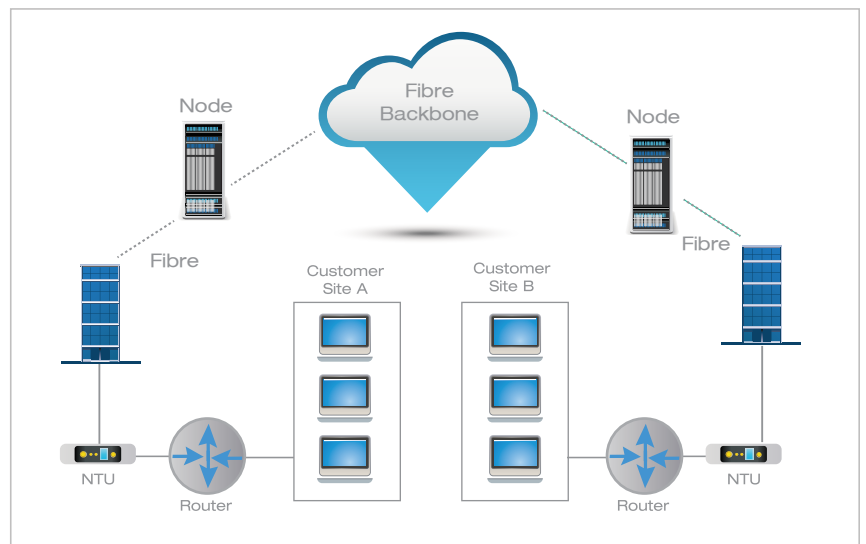 Fibre
Backbone
Node
Node
Fibre
Fibre
Customer
Site A
Customer
Site B
NTU
Router
Router
NTU